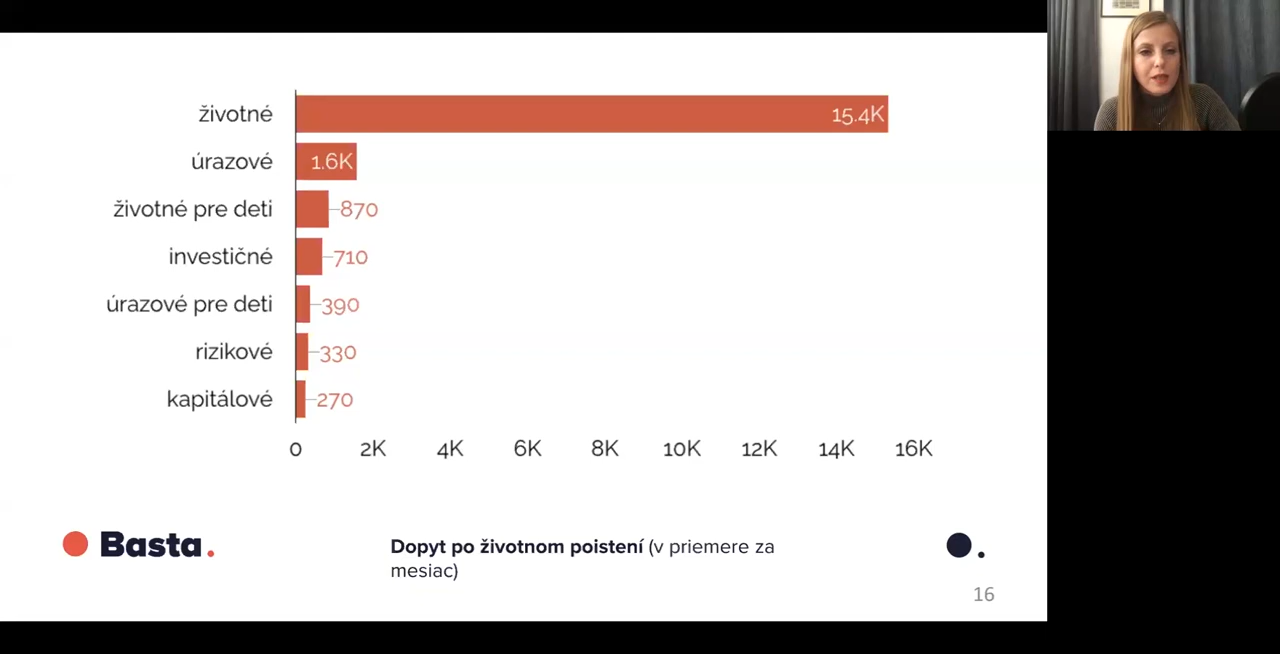 životné 15.4K
úrazové 1.6K
životné pre deti 870
investičné 710
úrazové pre deti 390
rizikové 330
kapitálové 270
0 2K 4K 6K 8K 10K 12K 14K 16K
Basta.
Dopyt po životnom poistení (v priemere za
mesiac)
16